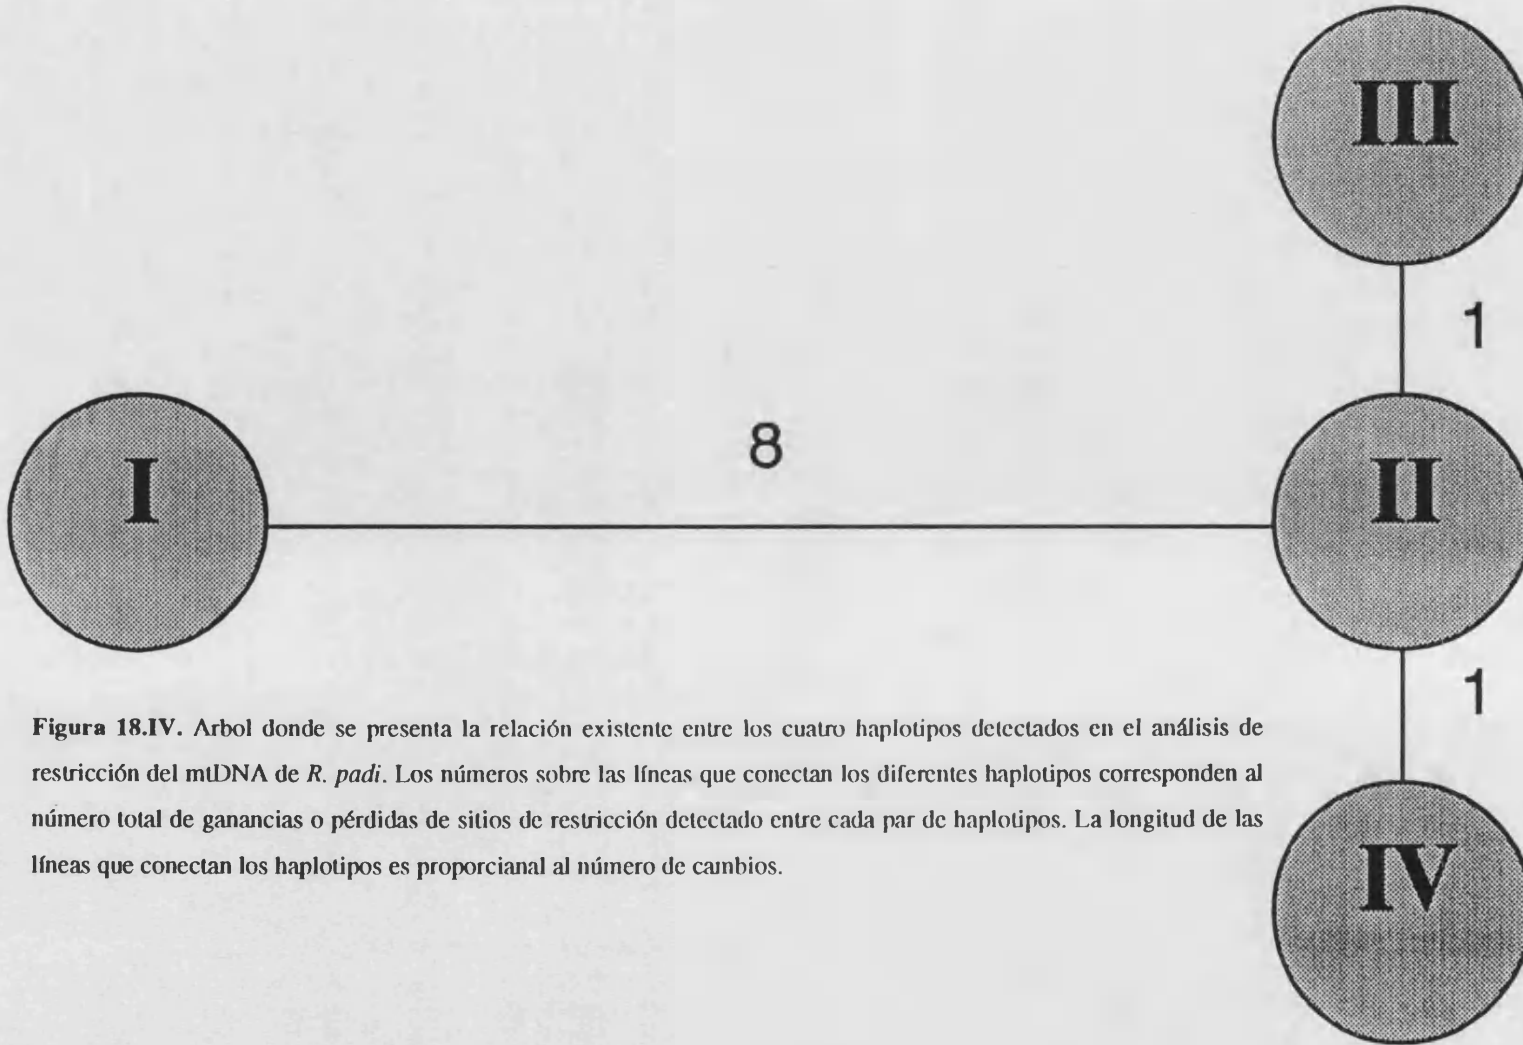 III
1
8
I
II
1
Figura 18.IV. Arbol donde se presenta la relación existente entre los cuatro haplotipos detectados en el análisis de
restricción del mtDNA de R. padi. Los números sobre las líneas que conectan los diferentes haplotipos corresponden al
número total de ganancias o pérdidas de sitios de restricción detectado entre cada par de haplotipos. La longitud de las
líneas que conectan los haplotipos es proporcianal al número de cambios.
IV